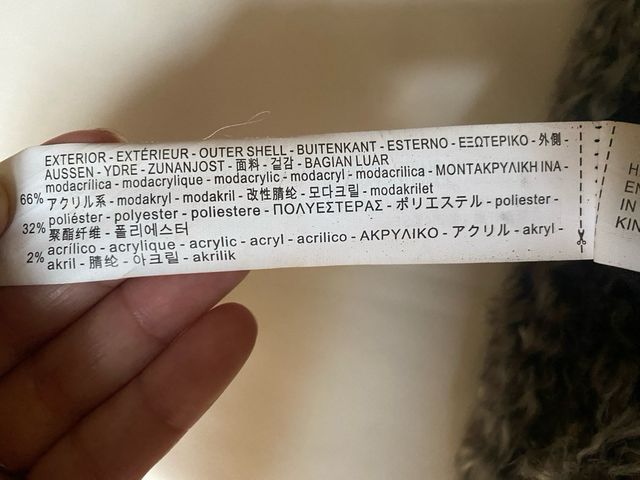 EXTERIOR - EXTÉRIEUR - OUTER SHELL - BUITENKANT - ESTERNO - ΕΞΩΤΕΡΙΚΟ - 外側 -
AUSSEN - YDRE - ZUNANJOST - 面料 - 겉감 - BAGIAN LUAR
66% modacrílica - modacrylique - modacrylic - modacryl - modacrilica - ΜΟΝΤΑΚΡΥΛΙΚΗ ΙΝΑ -
アクリル系 - modakryl - modakril - 改性腈纶 - 모다크릴 - modakrilet
32% poliéster - polyester - poliestere - ΠΟΛΥΕΣΤΕΡΑΣ - ポリエステル - poliester -
聚酯纤维 - 폴리에스터
2% acrílico - acrylique - acrylic - acryl - acrilico - ΑΚΡΥΛΙΚΟ - アクリル - akryl -
akril - 腈纶 - 아크릴 - akrilik
IN
KIN